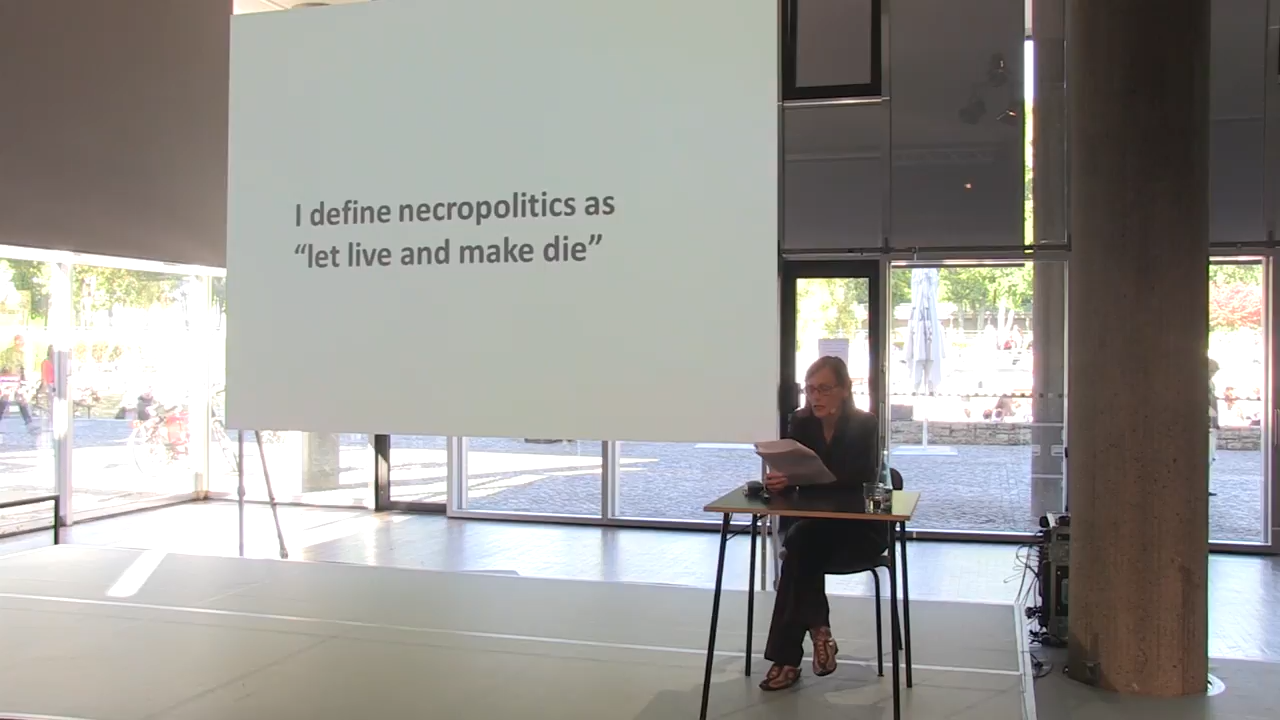 I define necropolitics as
“let live and make die”